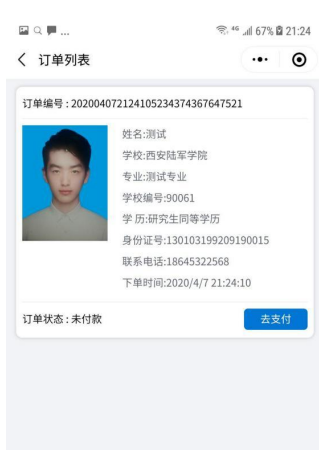 ... 4G 67% 21:24
订单列表
订单编号 : 202004072124105234374367647521
姓名:测试
学校:西安陆军学院
专业:测试专业
学校编号:90061
学 历:研究生同等学历
身份证号:130103199209190015
联系电话:18645322568
下单时间:2020/4/7 21:24:10
订单状态 : 未付款
去支付